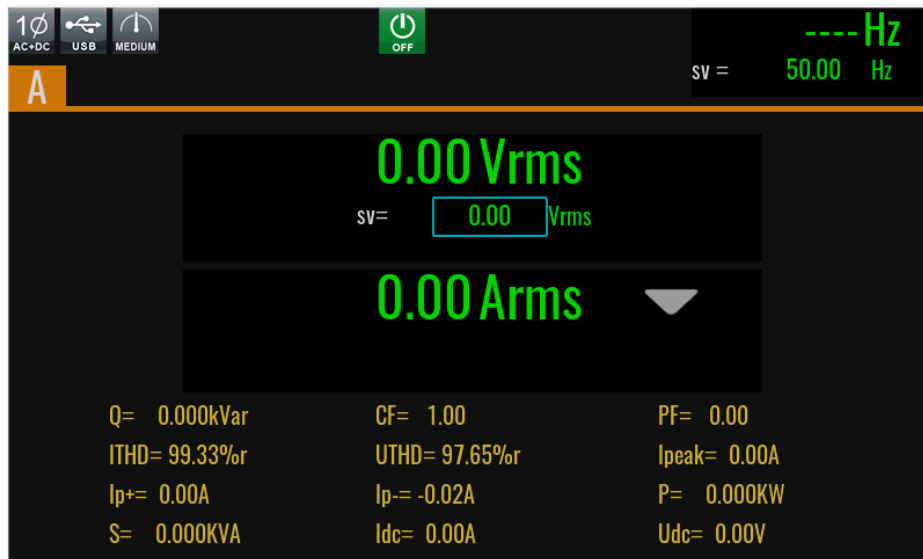 1Ø AC+DC USB MEDIUM OFF ----Hz
sv = 50.00 Hz
A
0.00 Vrms
sv= 0.00 Vrms
0.00 Arms
Q= 0.000kVar CF= 1.00 PF= 0.00
ITHD= 99.33%r UTHD= 97.65%r Ipeak= 0.00A
Ip+= 0.00A Ip-= -0.02A P= 0.000KW
S= 0.000KVA Idc= 0.00A Udc= 0.00V